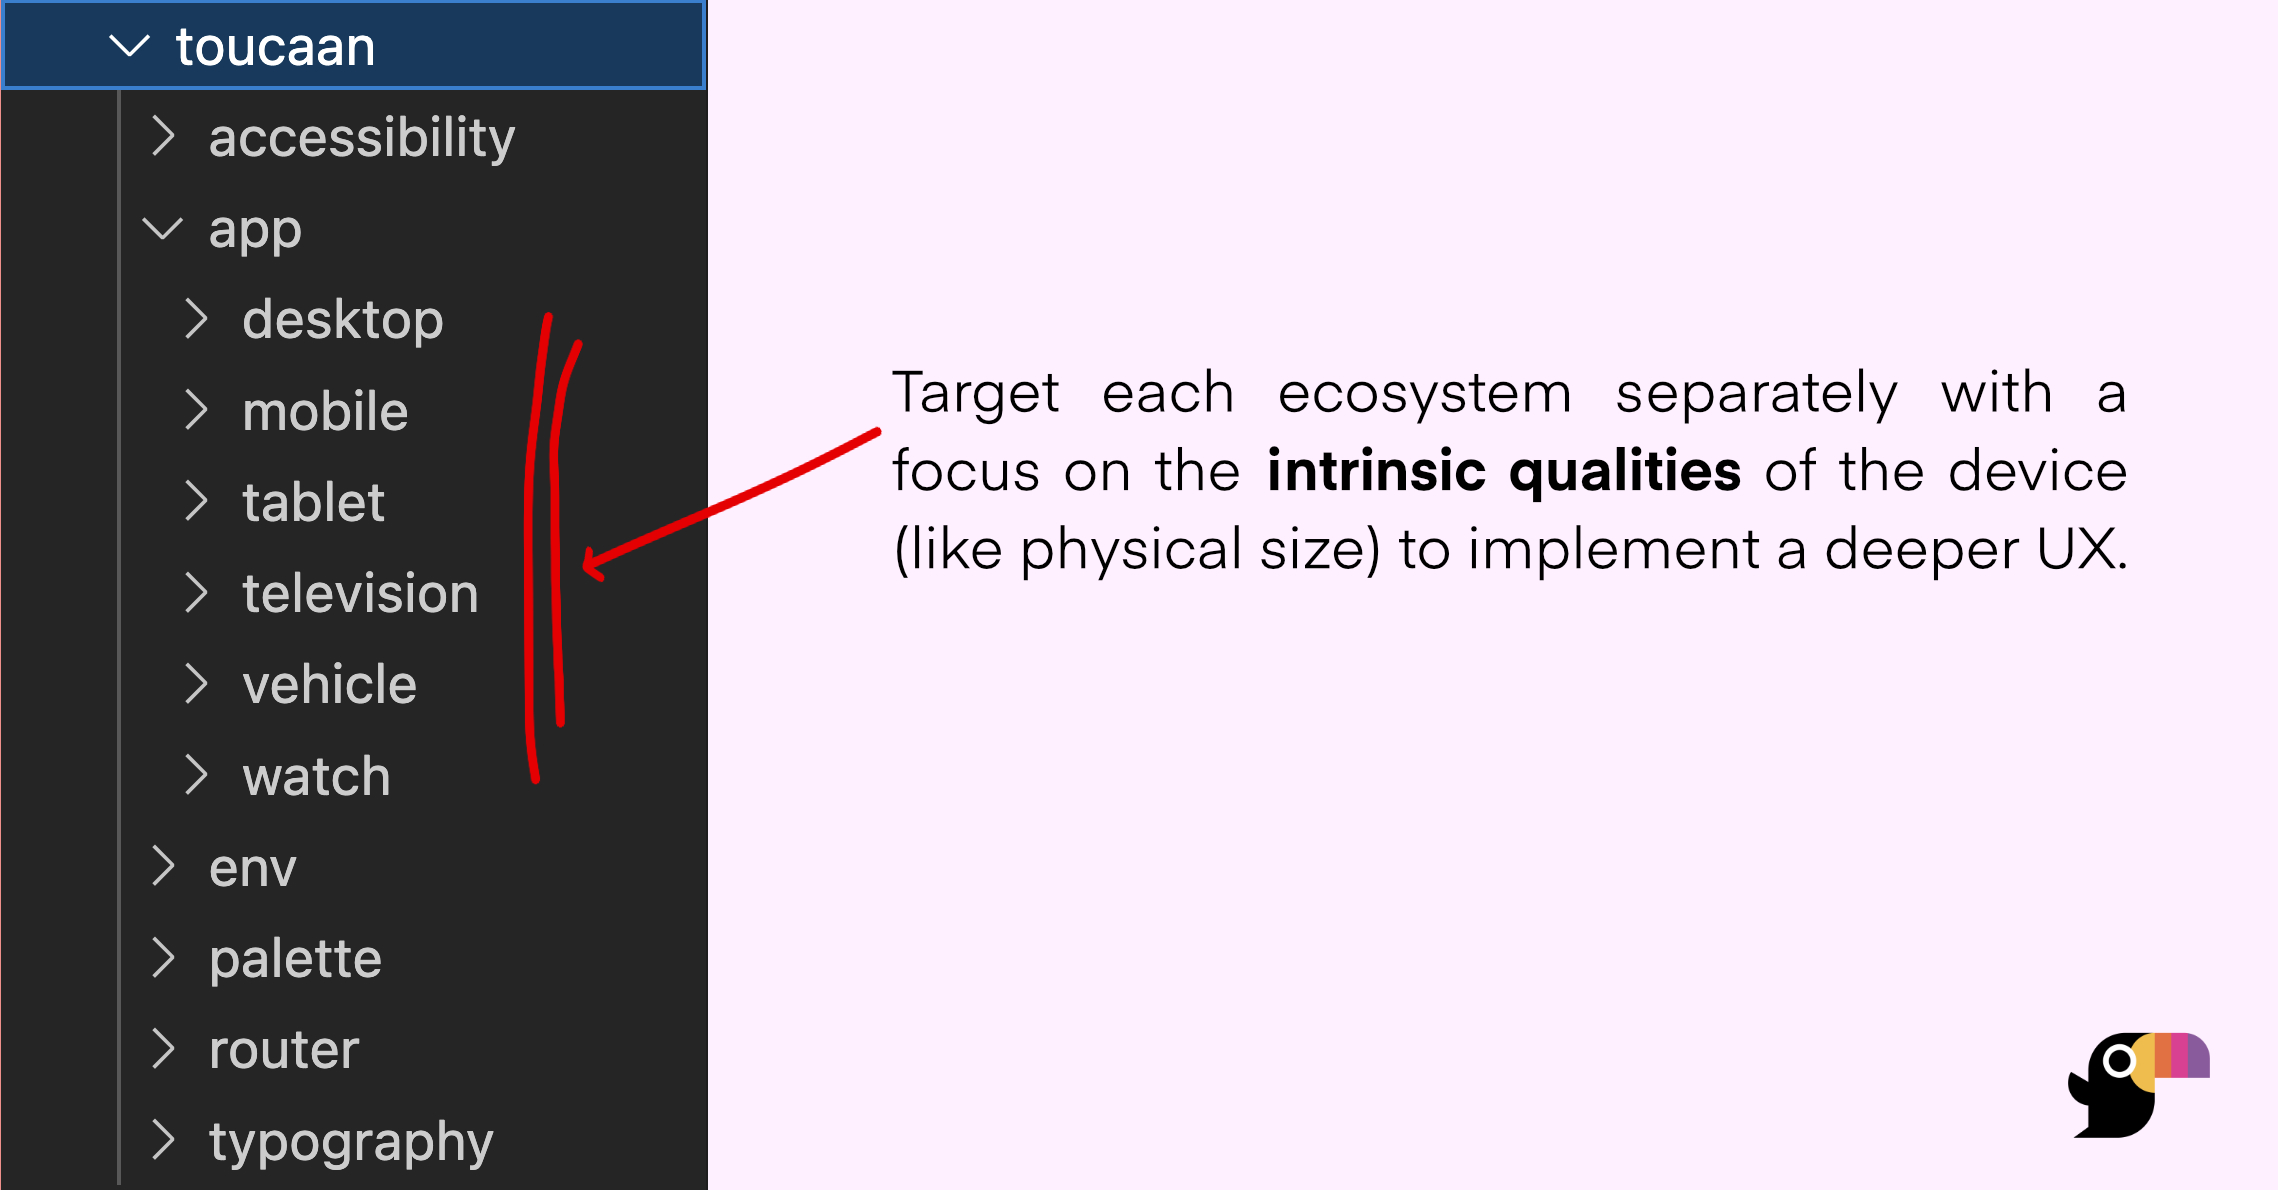 toucaan
accessibility
app
desktop
mobile
tablet
television
vehicle
watch
env
palette
router
typography
Target each ecosystem separately with a
focus on the intrinsic qualities of the device
(like physical size) to implement a deeper UX.